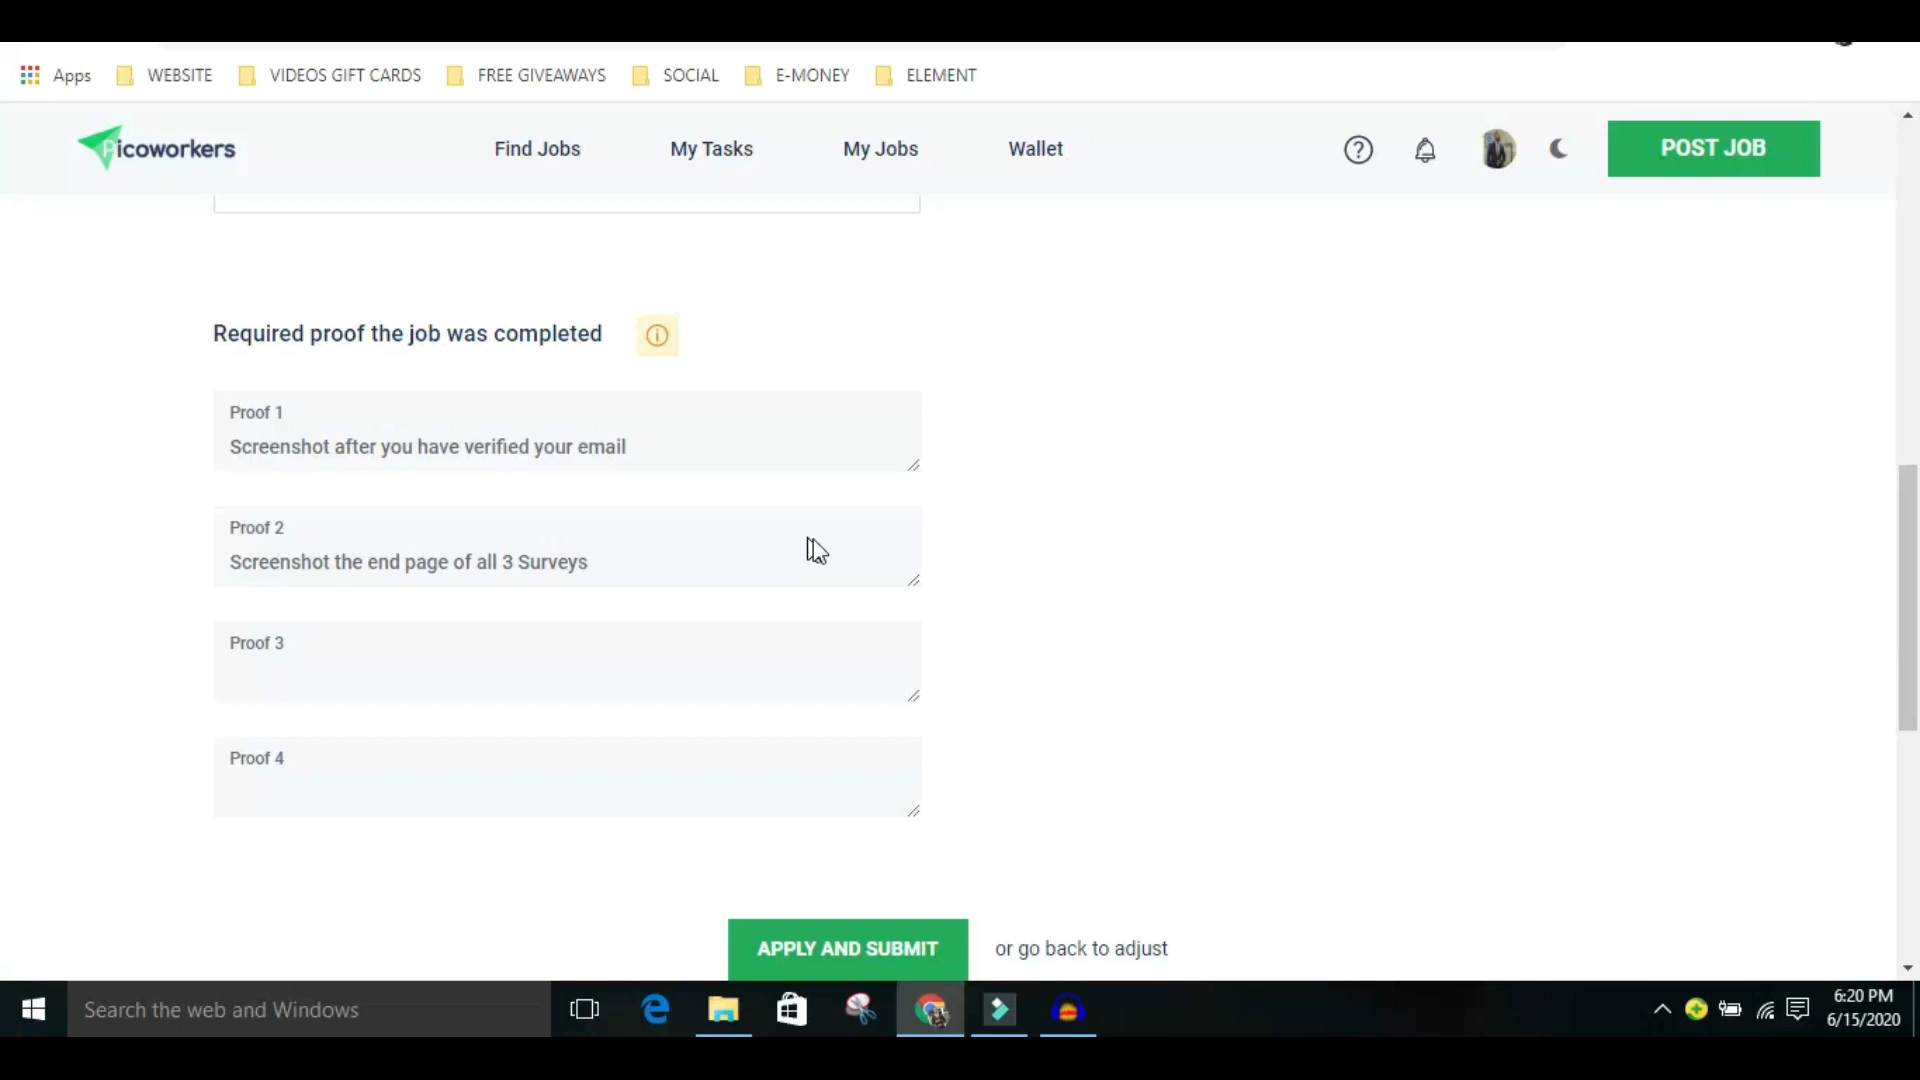 Apps WEBSITE VIDEOS GIFT CARDS FREE GIVEAWAYS SOCIAL E-MONEY ELEMENT
Picoworkers Find Jobs My Tasks My Jobs Wallet POST JOB
Required proof the job was completed
Proof 1
Screenshot after you have verified your email
Proof 2
Screenshot the end page of all 3 Surveys
Proof 3
Proof 4
APPLY AND SUBMIT or go back to adjust
Search the web and Windows
6:20 PM
6/15/2020